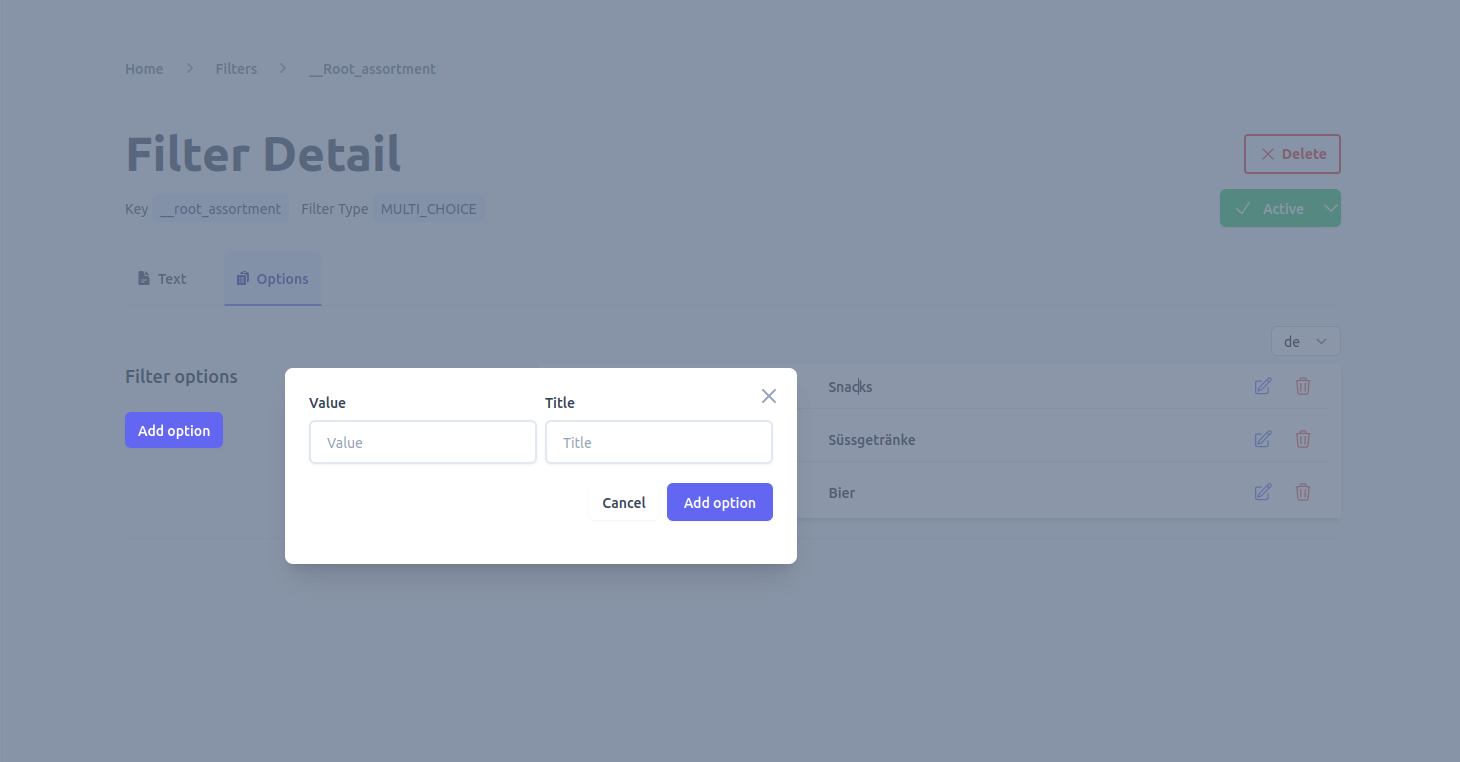 Home > Filters > __Root_assortment
Filter Detail
Delete
Key __root_assortment Filter Type MULTI_CHOICE
Active
Text Options
de
Filter options
Add option
Snacks
Süssgetränke
Bier
Value Title
Value Title
Cancel Add option